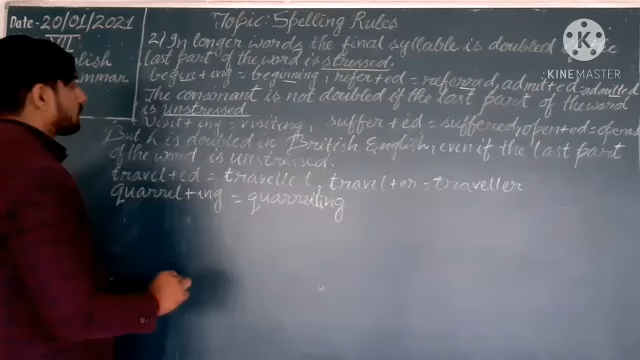 Date-20/01/2021
Topic:Spelling Rules
VII
English
Grammar
2) In longer words, the final syllable is doubled if the
last part of the word is stressed.
begin+ing=beginning, refer+ed=referred, admit+ed=admitted
The consonant is not doubled if the last part of the word
is unstressed
visit+ing=visiting, suffer+ed=suffered, open+ed=opened
But L is doubled in British English, even if the last part
of the word is unstressed.
travel+ed = travelle , travel+er=traveller
quarrel+ing = quarrelling
KINEMASTER